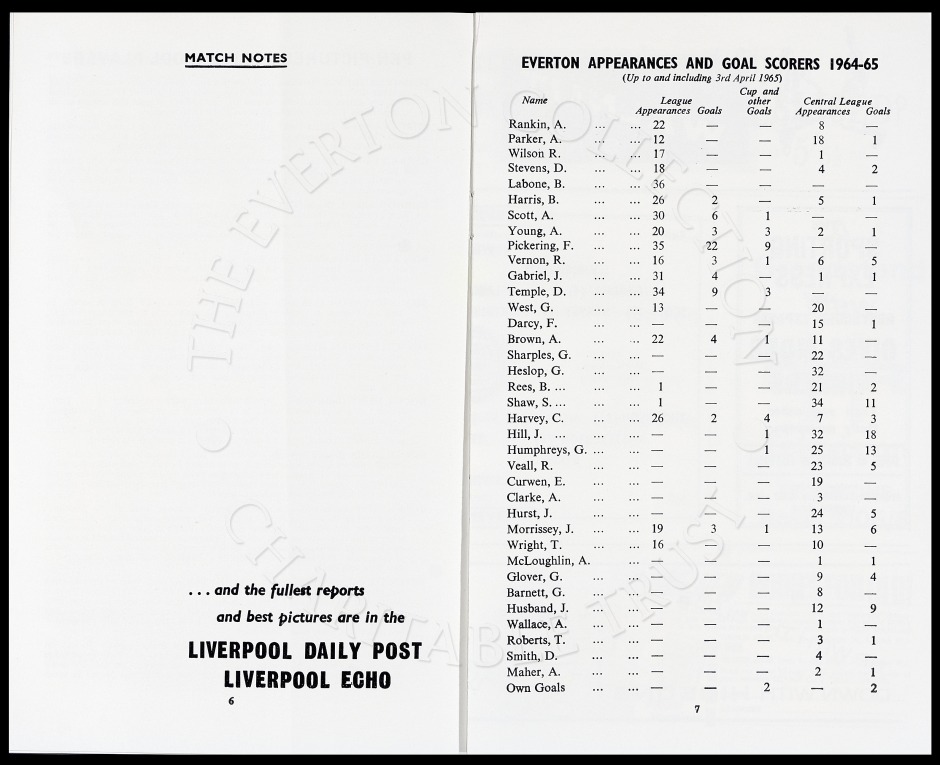 MATCH NOTES
... and the fullest reports
and best pictures are in the
LIVERPOOL DAILY POST
LIVERPOOL ECHO
6
EVERTON APPEARANCES AND GOAL SCORERS 1964-65
(Up to and including 3rd April 1965)
Name League Appearances Goals Cup and other Goals Central League Appearances Goals
Rankin, A. ... ... 22 — — 8 —
Parker, A. ... ... 12 — — 18 1
Wilson R. ... ... 17 — — 1 —
Stevens, D. ... ... 18 — — 4 2
Labone, B. ... ... 36 — — — —
Harris, B. ... ... 26 2 — 5 1
Scott, A. ... ... 30 6 1 — —
Young, A. ... ... 20 3 3 2 1
Pickering, F. ... ... 35 22 9 — —
Vernon, R. ... ... 16 3 1 6 5
Gabriel, J. ... ... 31 4 — 1 1
Temple, D. ... ... 34 9 3 — —
West, G. ... ... 13 — — 20 —
Darcy, F. ... ... — — — 15 1
Brown, A. ... ... 22 4 1 11 —
Sharples, G. ... ... — — — 22 —
Heslop, G. ... ... — — — 32 —
Rees, B. ... ... ... 1 — — 21 2
Shaw, S. ... ... ... 1 — — 34 11
Harvey, C. ... ... 26 2 4 7 3
Hill, J. ... ... ... — — 1 32 18
Humphreys, G. ... ... — — 1 25 13
Veall, R. ... ... — — — 23 5
Curwen, E. ... ... — — — 19 —
Clarke, A. ... ... — — — 3 —
Hurst, J. ... ... — — — 24 5
Morrissey, J. ... ... 19 3 1 13 6
Wright, T. ... ... 16 — — 10 —
McLoughlin, A. ... — — — 1 1
Glover, G. ... ... — — — 9 4
Barnett, G. ... ... — — — 8 —
Husband, J. ... ... — — — 12 9
Wallace, A. ... ... — — — 1 —
Roberts, T. ... ... — — — 3 1
Smith, D. ... ... — — — 4 —
Maher, A. ... ... — — — 2 1
Own Goals ... ... — — 2 — 2
7
THE EVERTON COLLECTION
CHARITABLE TRUST